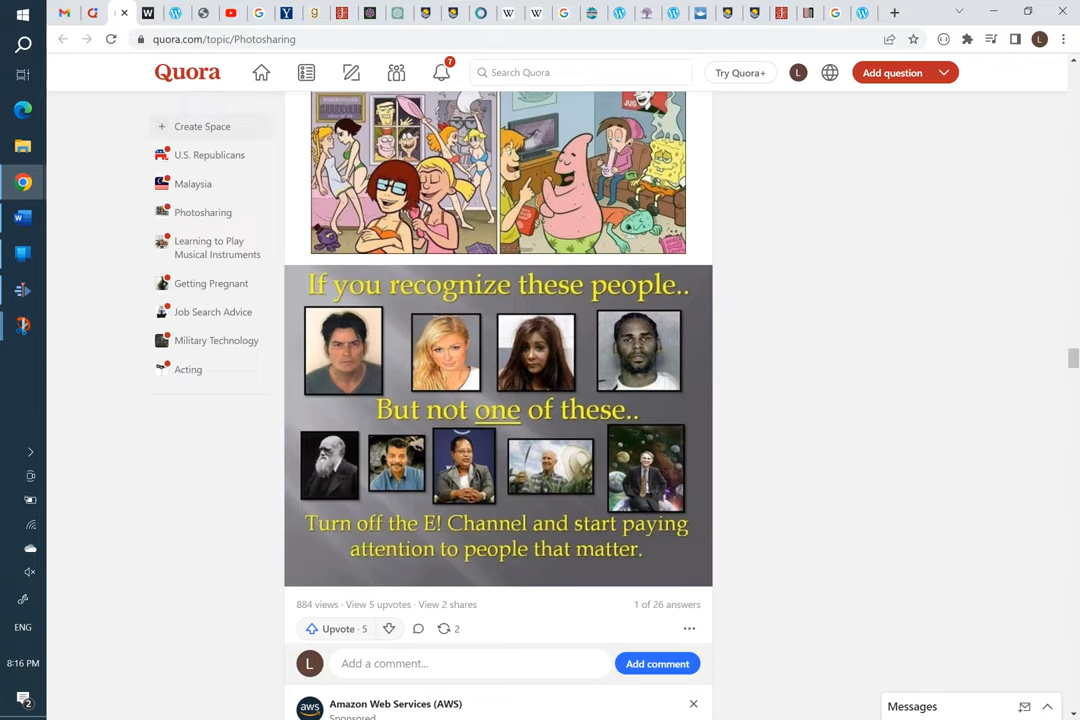 quora.com/topic/Photosharing
Quora
7
Search Quora
Try Quora+
L
Add question
Create Space
U.S. Republicans
Malaysia
Photosharing
Learning to Play
Musical Instruments
Getting Pregnant
Job Search Advice
Military Technology
Acting
JUG
If you recognize these people..
But not one of these..
Turn off the E! Channel and start paying
attention to people that matter.
884 views · View 5 upvotes · View 2 shares
1 of 26 answers
Upvote · 5
2
L
Add a comment...
Add comment
aws
Amazon Web Services (AWS)
Sponsored
Messages
ENG
8:16 PM
2